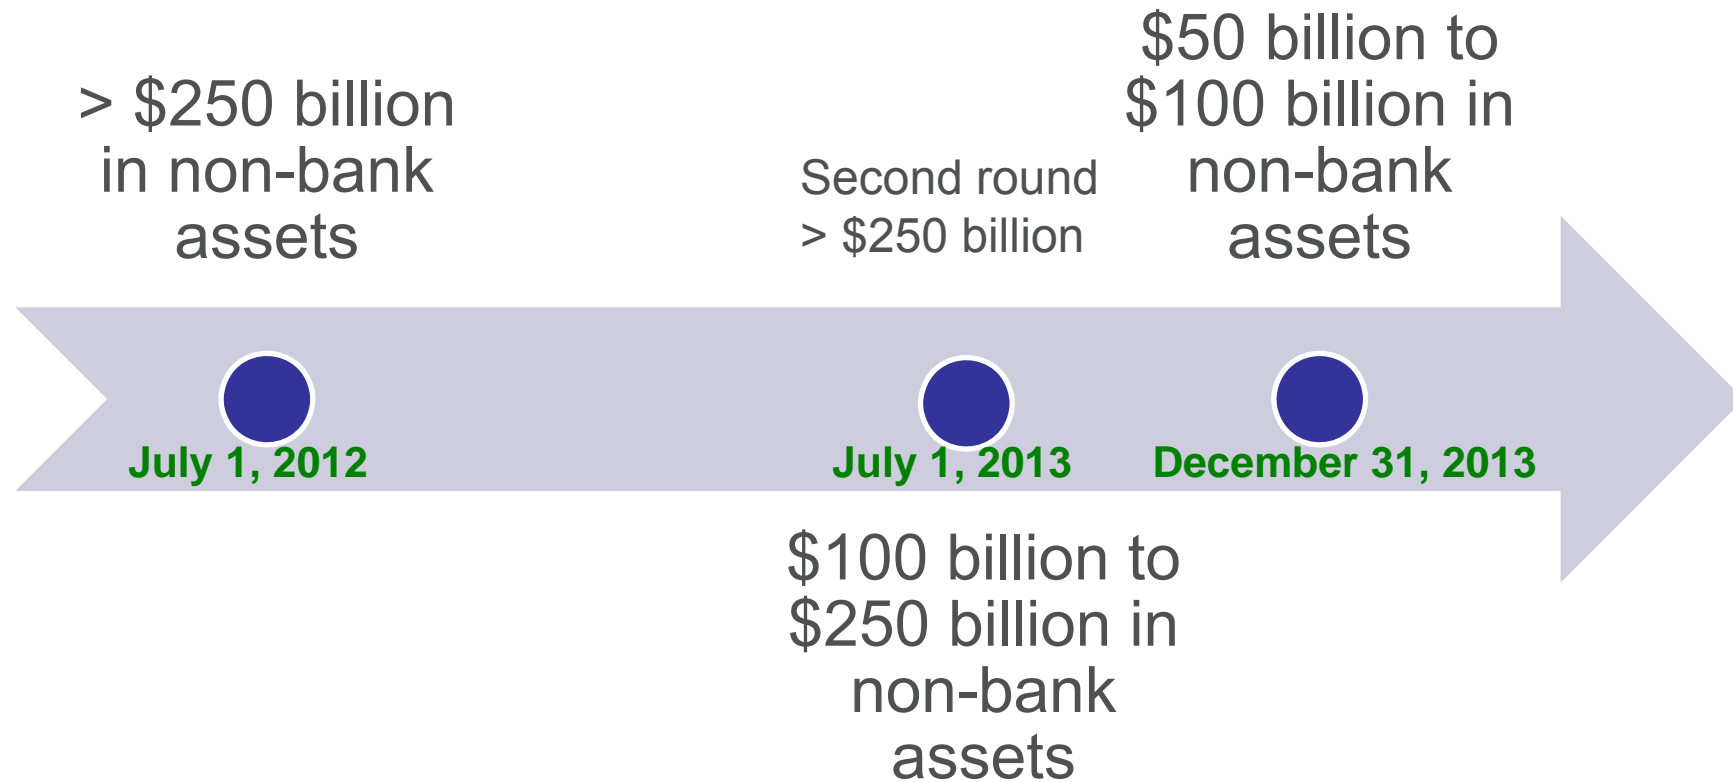 > $250 billion
in non-bank
assets
July 1, 2012
Second round
> $250 billion
July 1, 2013
$100 billion to
$250 billion in
non-bank
assets
$50 billion to
$100 billion in
non-bank
assets
December 31, 2013